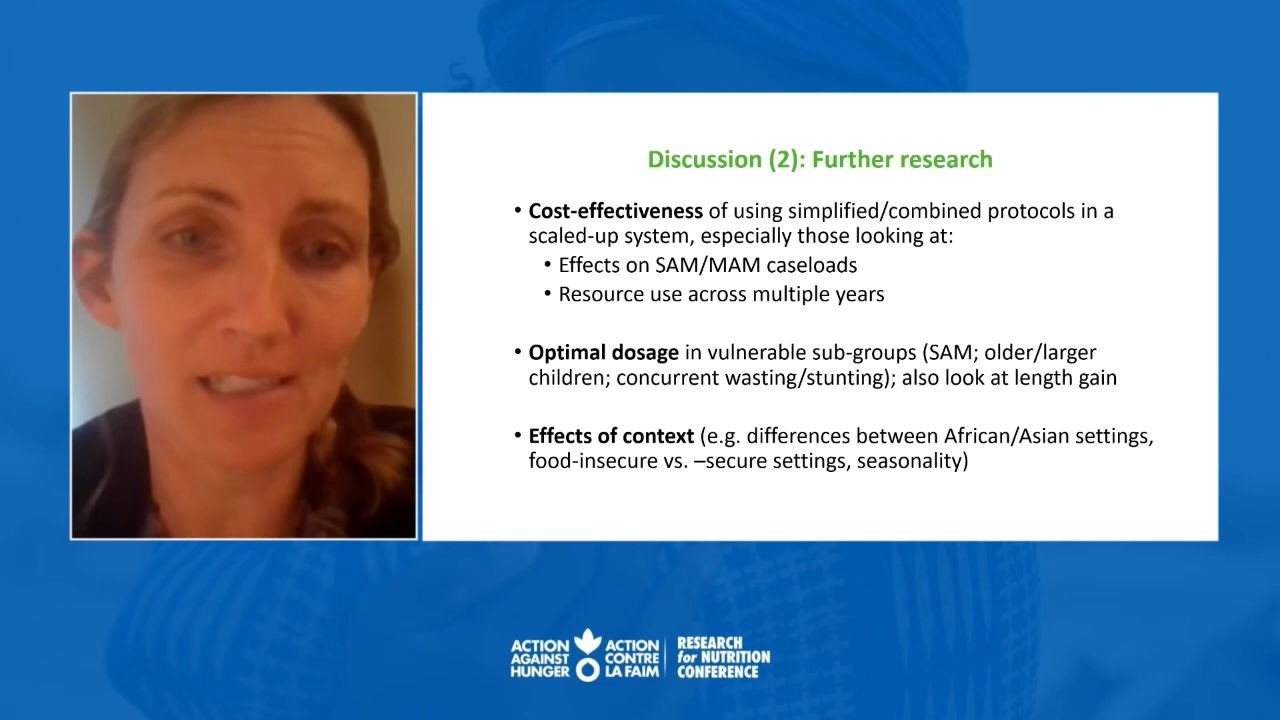 Discussion (2): Further research
• Cost-effectiveness of using simplified/combined protocols in a
scaled-up system, especially those looking at:
• Effects on SAM/MAM caseloads
• Resource use across multiple years
• Optimal dosage in vulnerable sub-groups (SAM; older/larger
children; concurrent wasting/stunting); also look at length gain
• Effects of context (e.g. differences between African/Asian settings,
food-insecure vs. –secure settings, seasonality)
ACTION
AGAINST
HUNGER
ACTION
CONTRE
LA FAIM
RESEARCH
for NUTRITION
CONFERENCE